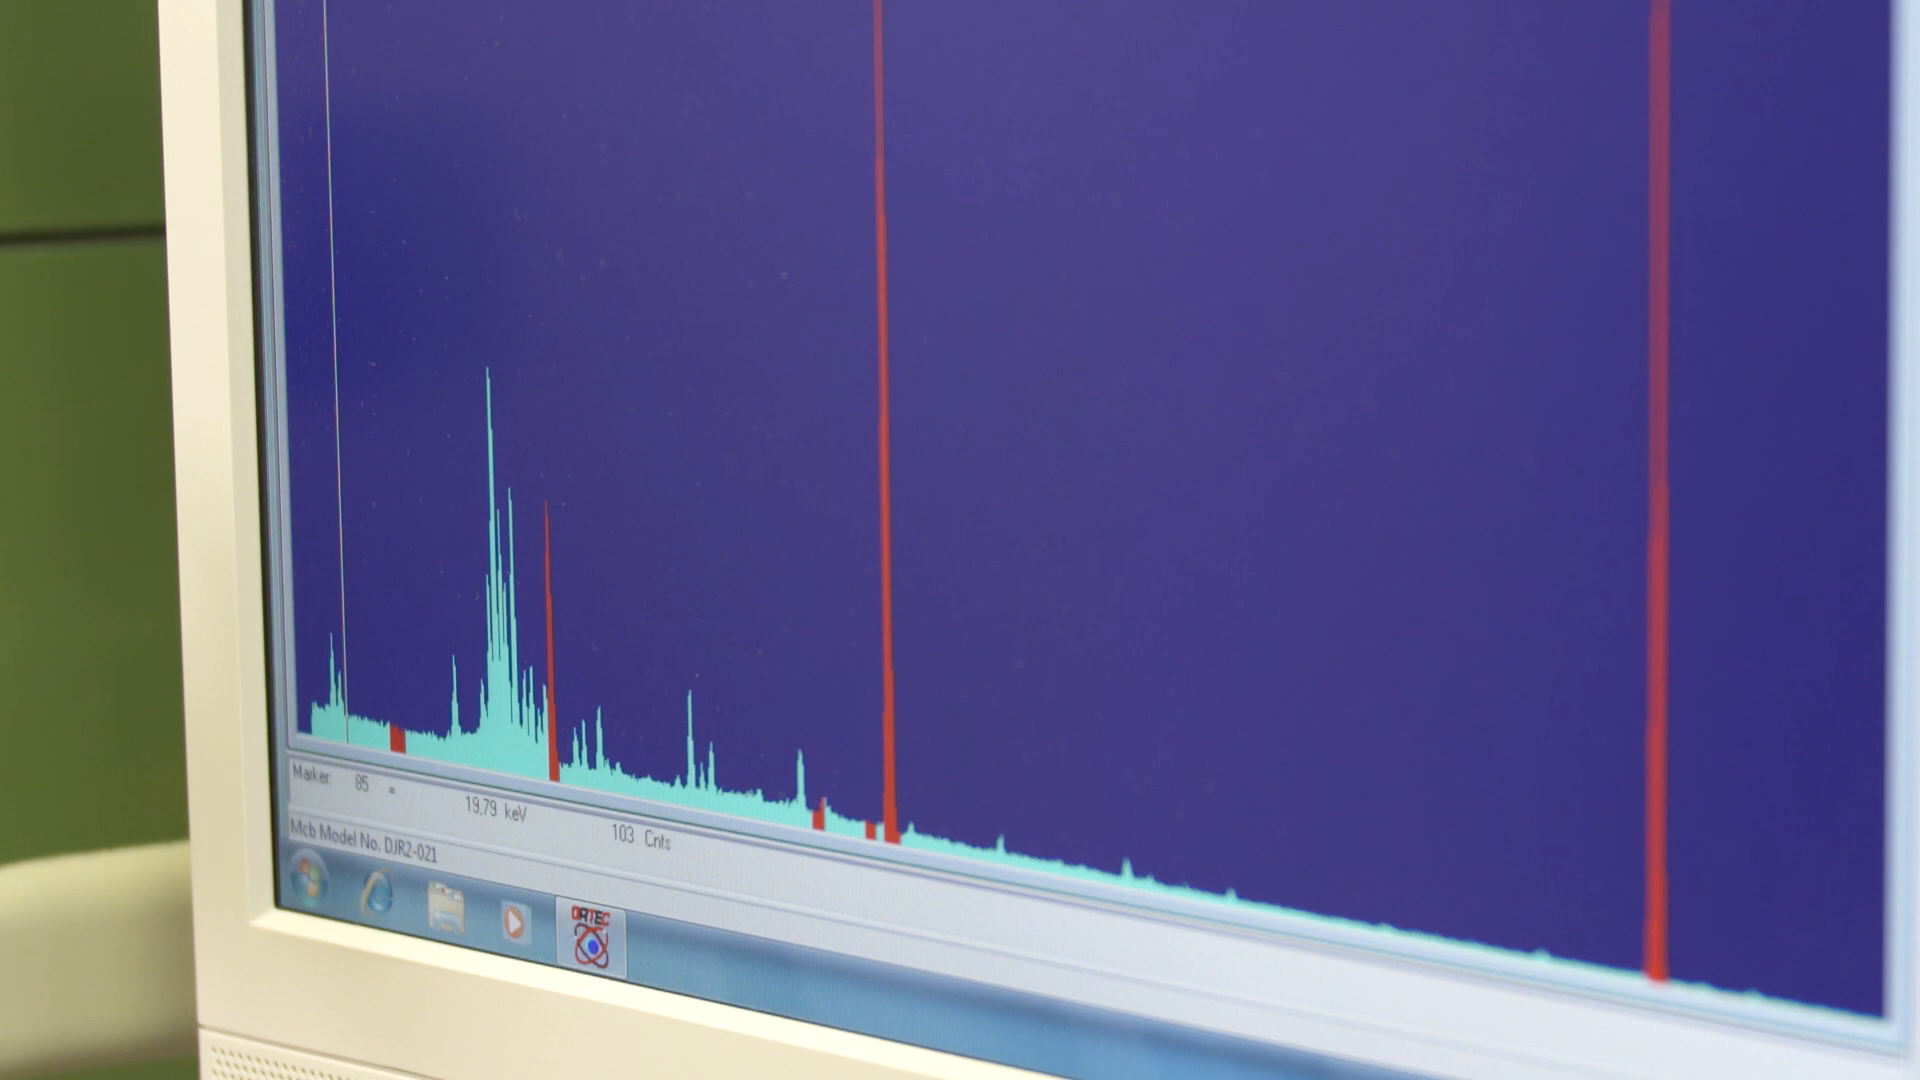 Marker: 85 = 19,79 keV 103 Cnts
Mcb Model No. DJR2-021
ORTEC